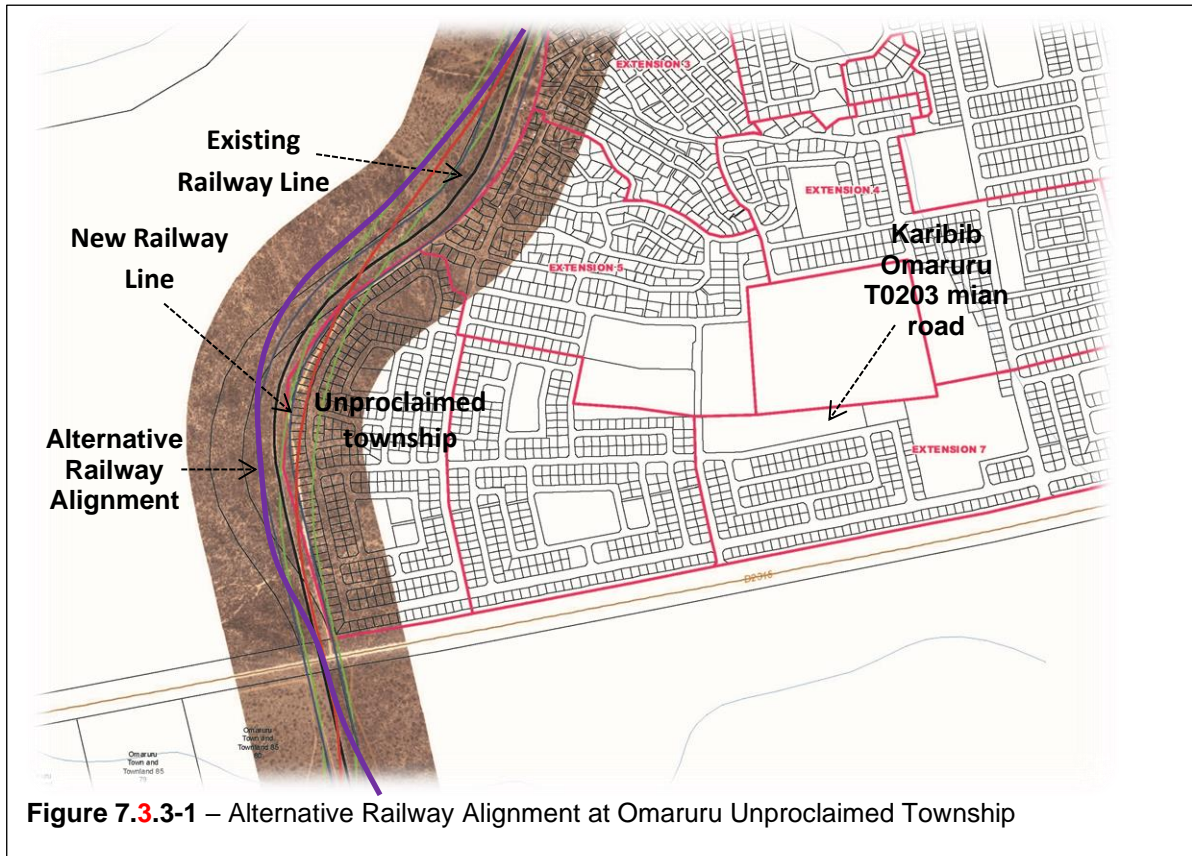 EXTENSION 3
Existing
Railway Line
EXTENSION 4
New Railway
Line
Karibib
Omaruru
T0203 mian
road
EXTENSION 5
Unproclaimed
township
Alternative
Railway
Alignment
EXTENSION 7
D2315
Omaruru
Town and
Townland 85
Omaruru
Town and
Townland 85
79
Figure 7.3.3-1 – Alternative Railway Alignment at Omaruru Unproclaimed Township